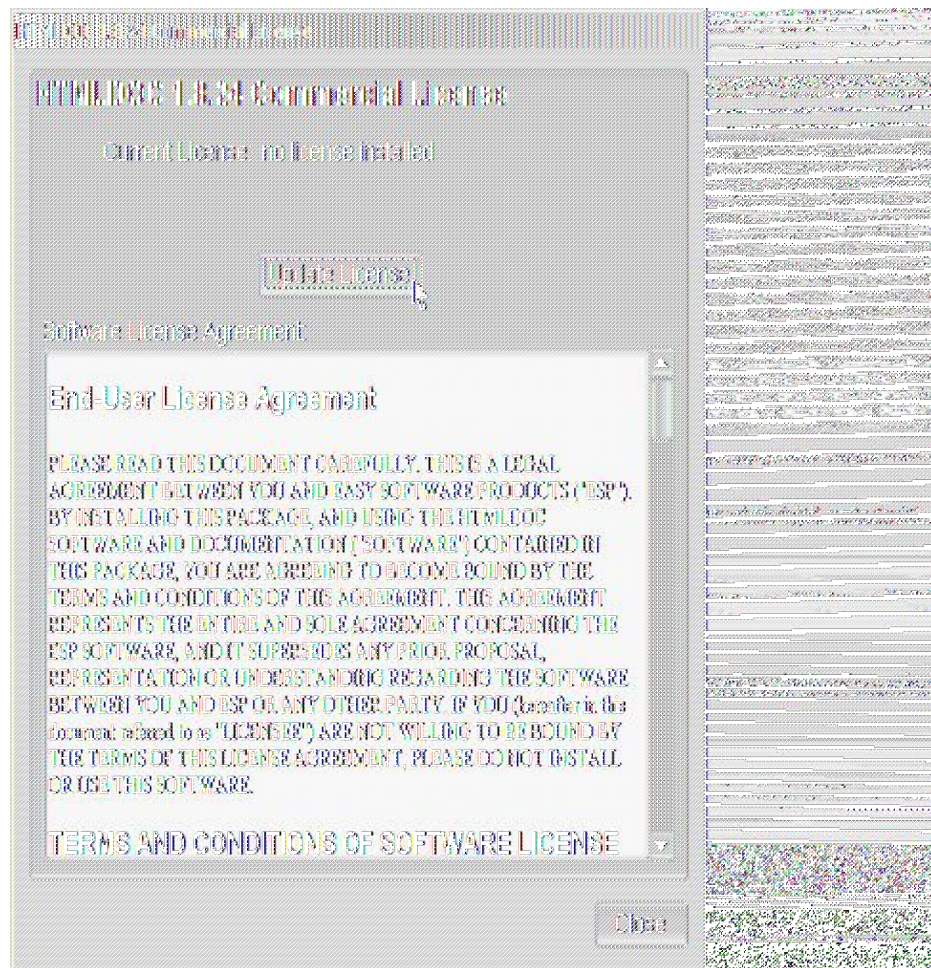 HTMLDOC 1.8.24 Commercial License
Current License: no license installed
Update License
Software License Agreement:
End-User License Agreement
PLEASE READ THIS DOCUMENT CAREFULLY. THIS IS A LEGAL
AGREEMENT BETWEEN YOU AND EASY SOFTWARE PRODUCTS ("ESP").
BY INSTALLING THIS PACKAGE, AND USING THE HTMLDOC
SOFTWARE AND DOCUMENTATION ("SOFTWARE") CONTAINED IN
THIS PACKAGE, YOU ARE AGREEING TO BECOME BOUND BY THE
TERMS AND CONDITIONS OF THIS AGREEMENT. THIS AGREEMENT
REPRESENTS THE ENTIRE AND SOLE AGREEMENT CONCERNING THE
ESP SOFTWARE, AND IT SUPERSEDES ANY PRIOR PROPOSAL,
REPRESENTATION OR UNDERSTANDING REGARDING THE SOFTWARE
BETWEEN YOU AND ESP OR ANY OTHER PARTY. IF YOU (hereafter in this
document referred to as "LICENSEE") ARE NOT WILLING TO BE BOUND BY
THE TERMS OF THIS LICENSE AGREEMENT, PLEASE DO NOT INSTALL
OR USE THIS SOFTWARE.
TERMS AND CONDITIONS OF SOFTWARE LICENSE
Close